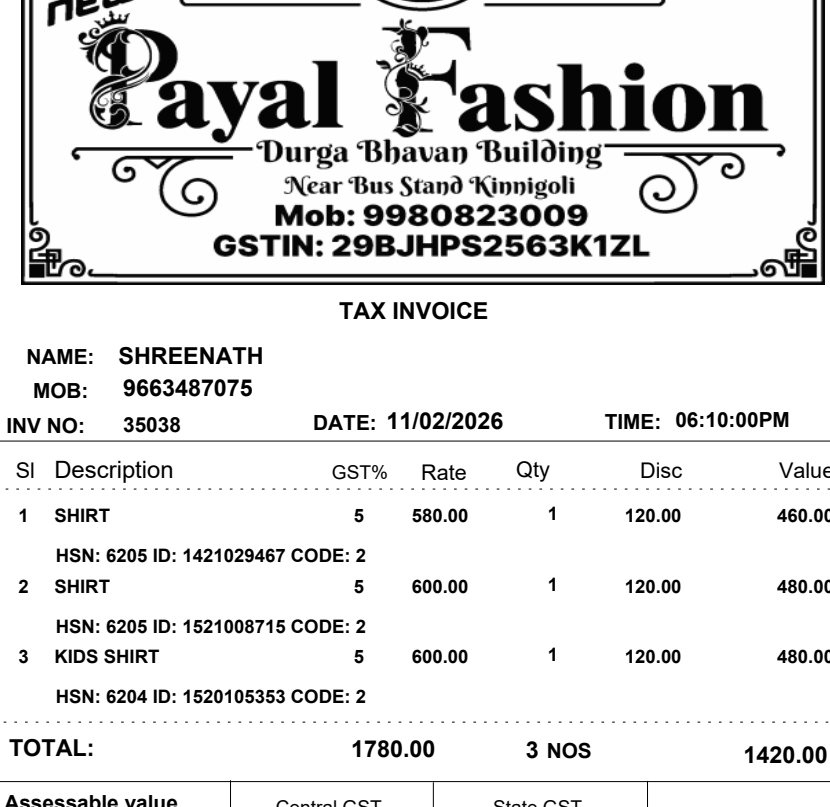 new
Payal Fashion
Durga Bhavan Building
Near Bus Stand Kinnigoli
Mob: 9980823009
GSTIN: 29BJHPS2563K1ZL
TAX INVOICE
NAME: SHREENATH
MOB: 9663487075
INV NO: 35038 DATE: 11/02/2026 TIME: 06:10:00PM
Sl Description GST% Rate Qty Disc Value
1 SHIRT 5 580.00 1 120.00 460.00
HSN: 6205 ID: 1421029467 CODE: 2
2 SHIRT 5 600.00 1 120.00 480.00
HSN: 6205 ID: 1521008715 CODE: 2
3 KIDS SHIRT 5 600.00 1 120.00 480.00
HSN: 6204 ID: 1520105353 CODE: 2
TOTAL: 1780.00 3 NOS 1420.00
Assessable value Central GST State GST